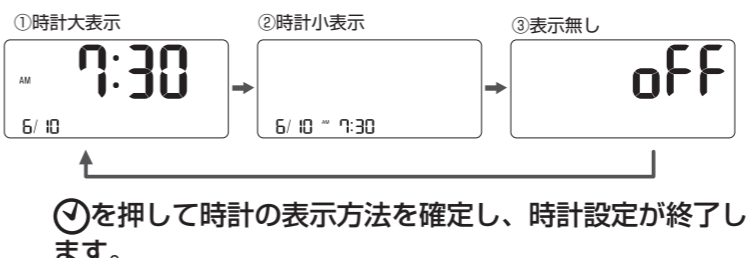 ①時計大表示 ②時計小表示 ③表示無し
AM 7:30 oFF
6/10 6/10 AM 7:30
を押して時計の表示方法を確定し、時計設定が終了し
ます。